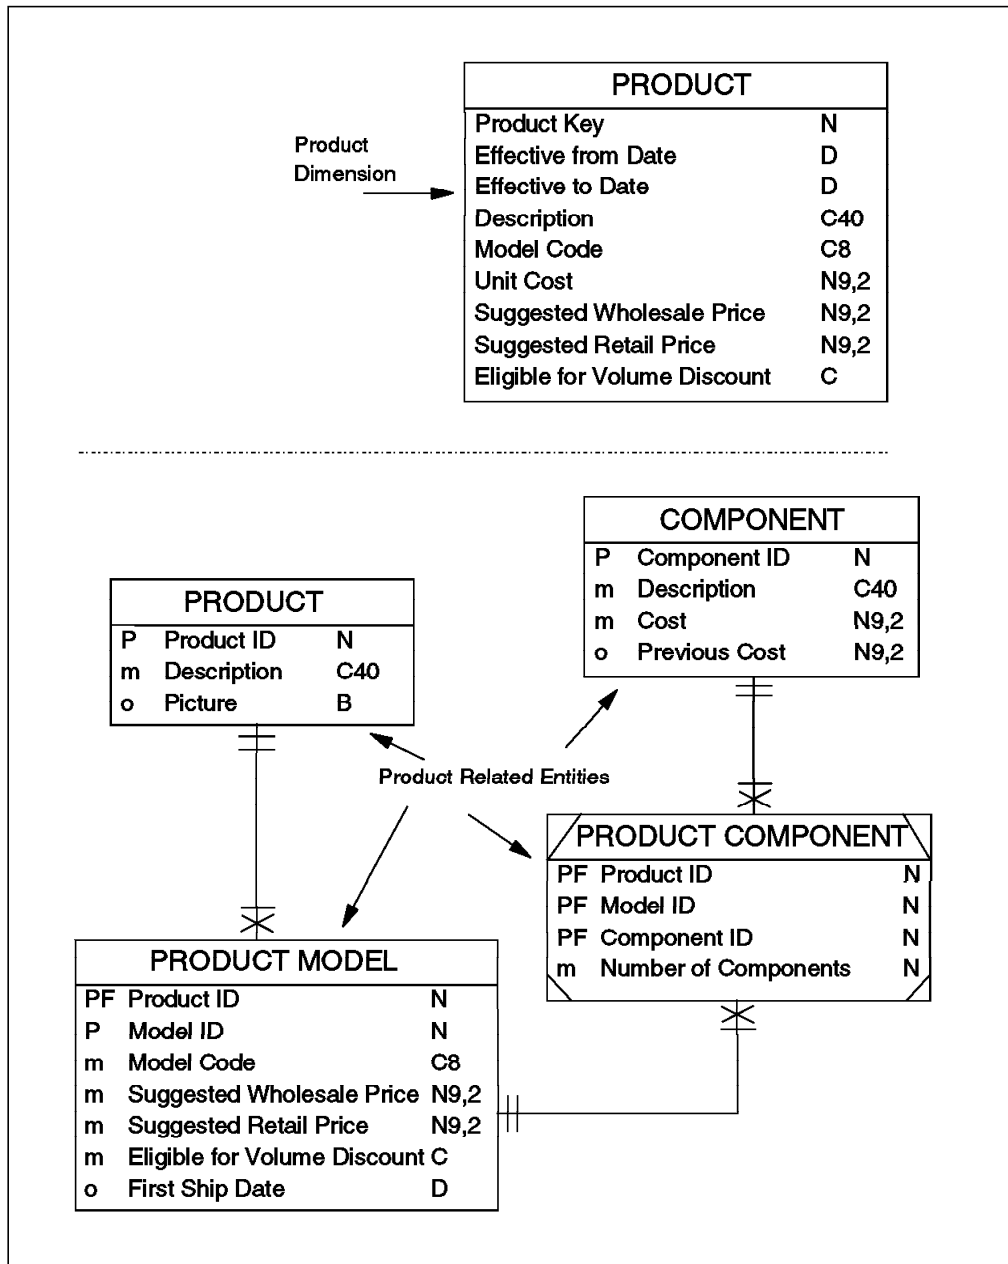 PRODUCT
Product Key N
Effective from Date D
Effective to Date D
Description C40
Model Code C8
Unit Cost N9,2
Suggested Wholesale Price N9,2
Suggested Retail Price N9,2
Eligible for Volume Discount C
Product
Dimension
COMPONENT
P Component ID N
m Description C40
m Cost N9,2
o Previous Cost N9,2
PRODUCT
P Product ID N
m Description C40
o Picture B
Product Related Entities
PRODUCT COMPONENT
PF Product ID N
PF Model ID N
PF Component ID N
m Number of Components N
PRODUCT MODEL
PF Product ID N
P Model ID N
m Model Code C8
m Suggested Wholesale Price N9,2
m Suggested Retail Price N9,2
m Eligible for Volume Discount C
o First Ship Date D